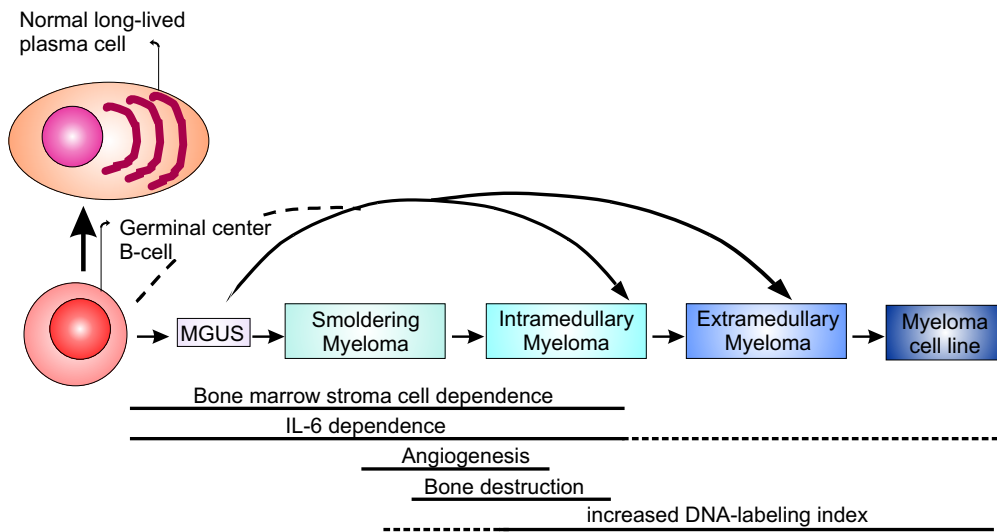 Normal long-lived
plasma cell
Germinal center
B-cell
MGUS
Smoldering
Myeloma
Intramedullary
Myeloma
Extramedullary
Myeloma
Myeloma
cell line
Bone marrow stroma cell dependence
IL-6 dependence
Angiogenesis
Bone destruction
increased DNA-labeling index